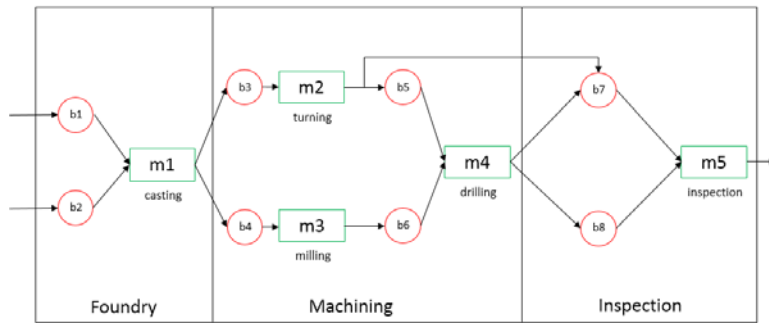 b1
b2
m1
casting
b3
m2
turning
b5
b4
m3
milling
b6
m4
drilling
b7
b8
m5
inspection
Foundry
Machining
Inspection